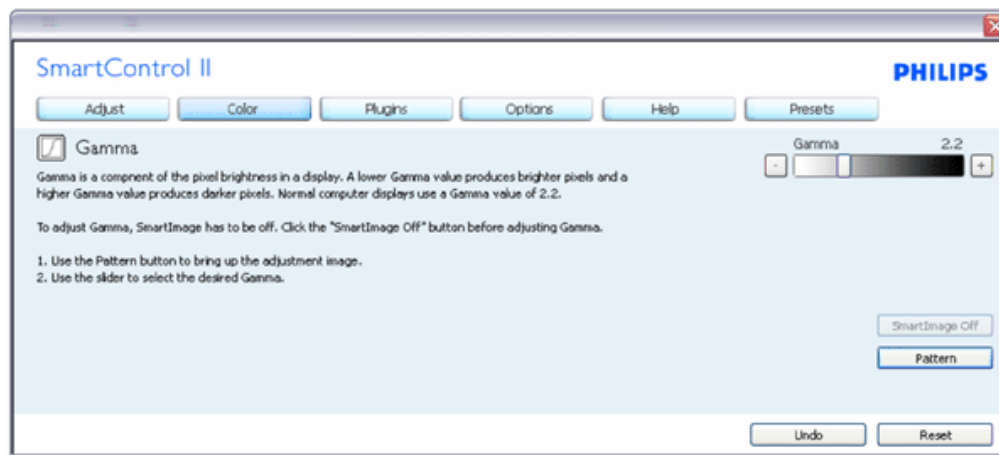 SmartControl II
PHILIPS
Adjust
Color
Plugins
Options
Help
Presets
Gamma
Gamma 2.2
- +
Gamma is a compnent of the pixel brightness in a display. A lower Gamma value produces brighter pixels and a
higher Gamma value produces darker pixels. Normal computer displays use a Gamma value of 2.2.
To adjust Gamma, SmartImage has to be off. Click the "SmartImage Off" button before adjusting Gamma.
1. Use the Pattern button to bring up the adjustment image.
2. Use the slider to select the desired Gamma.
SmartImage Off
Pattern
Undo
Reset